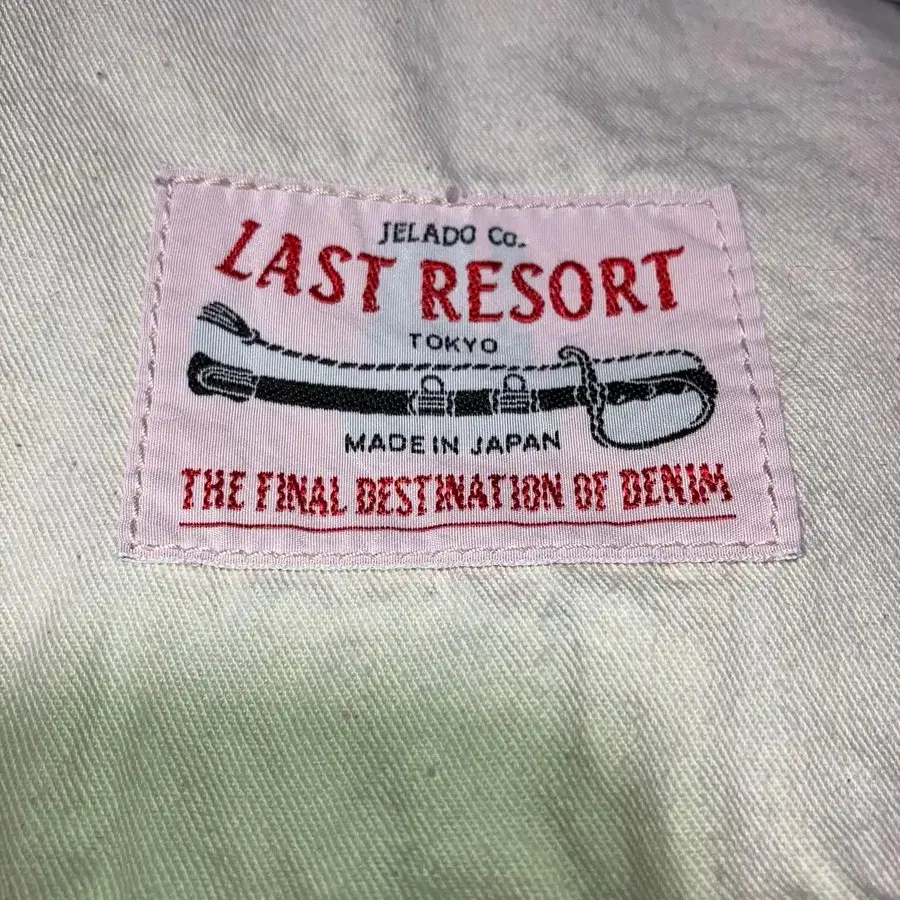 JELADO Co.
LAST RESORT
TOKYO
MADE IN JAPAN
THE FINAL DESTINATION OF DENIM